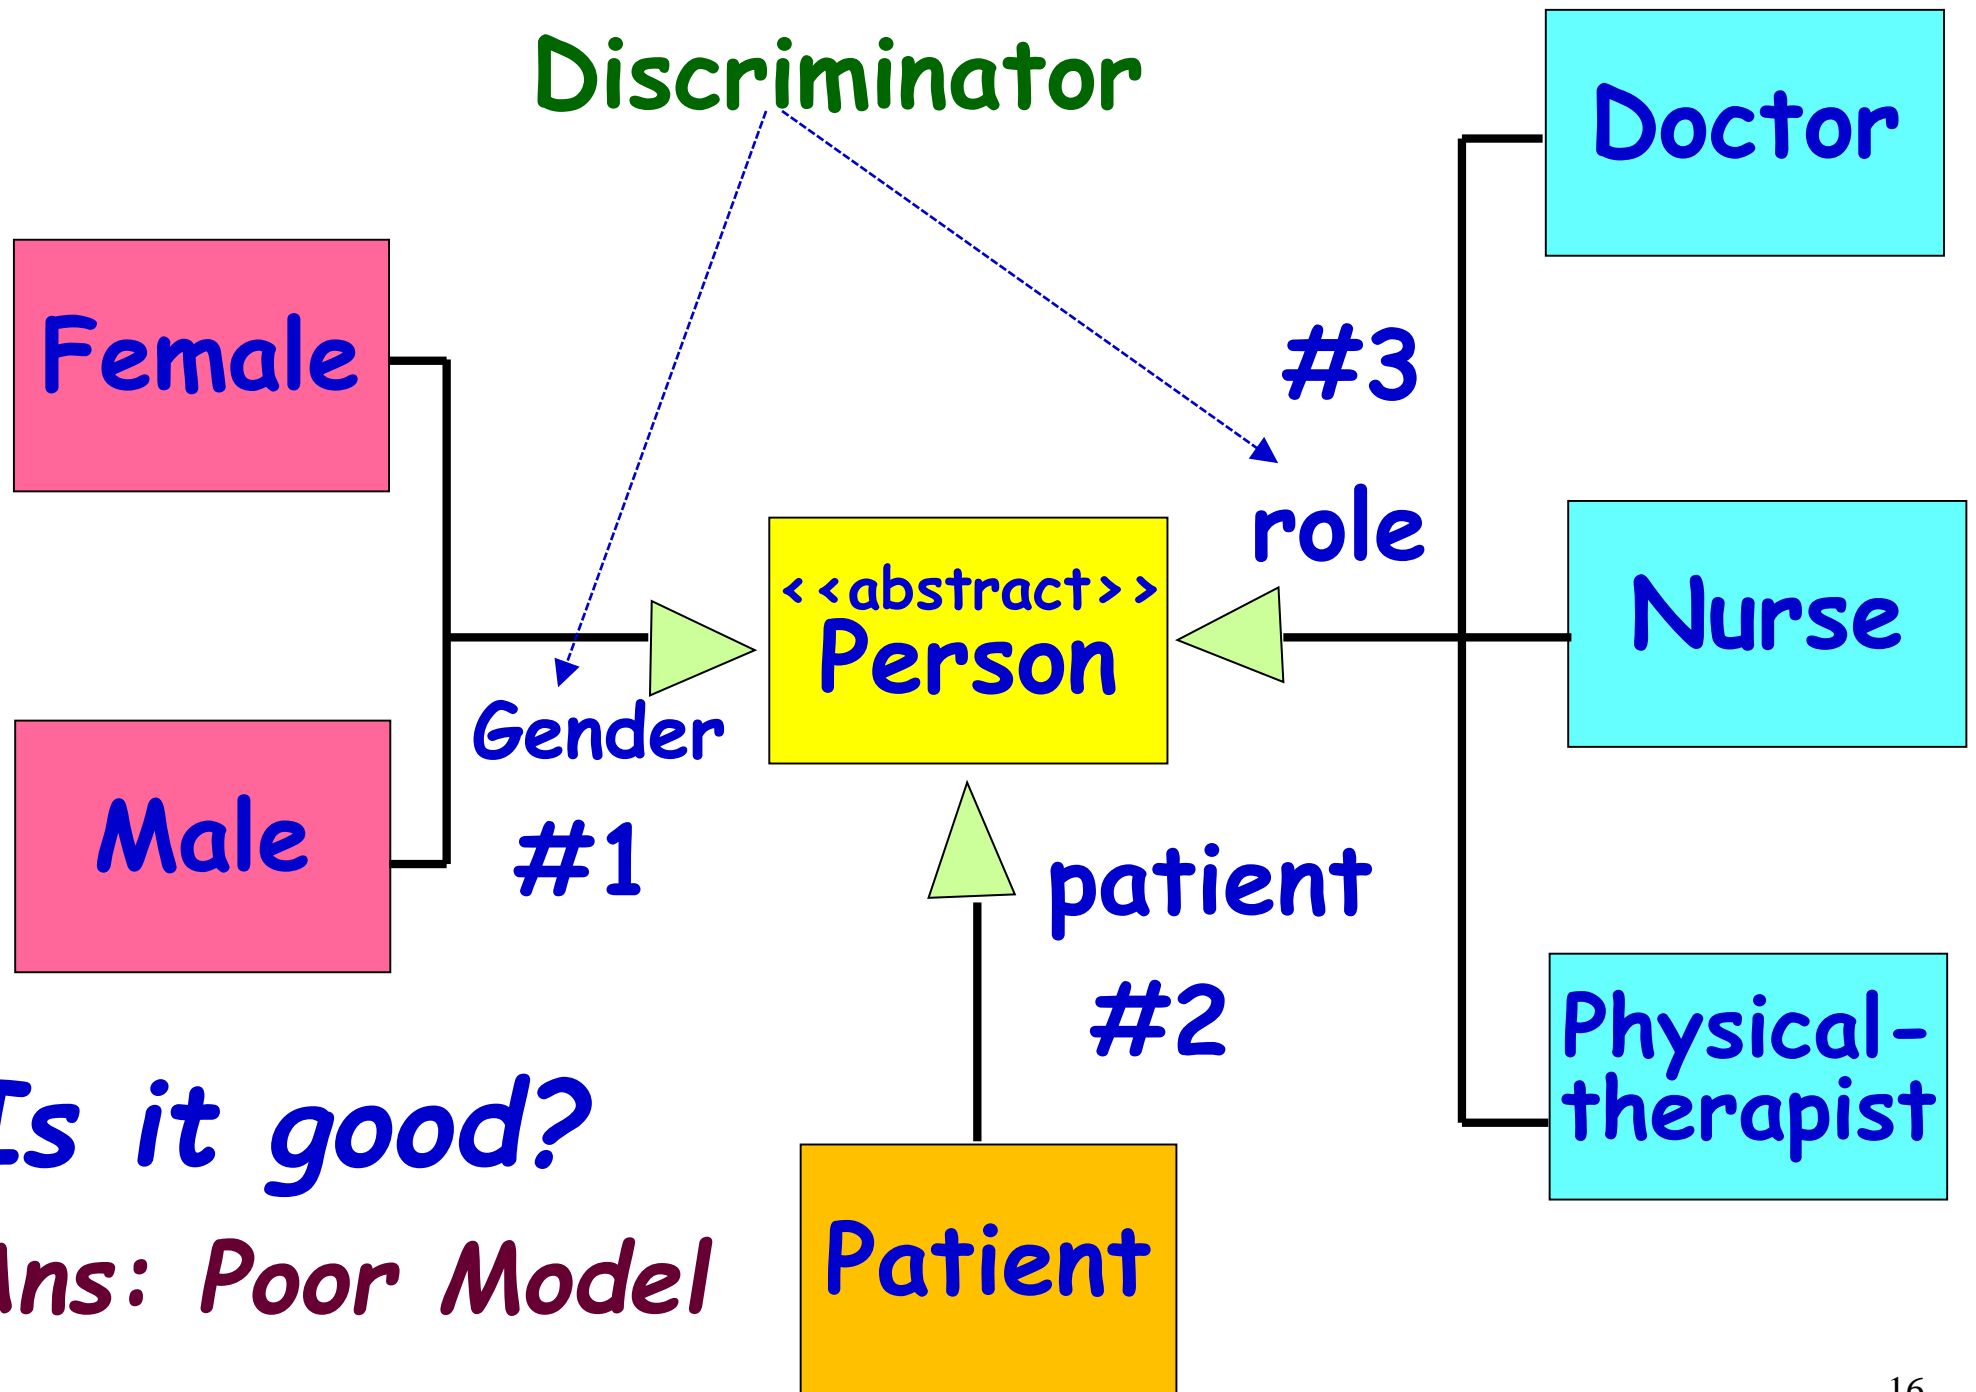 Discriminator
Doctor
Female
#3
role
<<abstract>>
Person
Nurse
Gender
Male
#1
patient
#2
Physical-
therapist
Is it good?
Ans: Poor Model
Patient
16